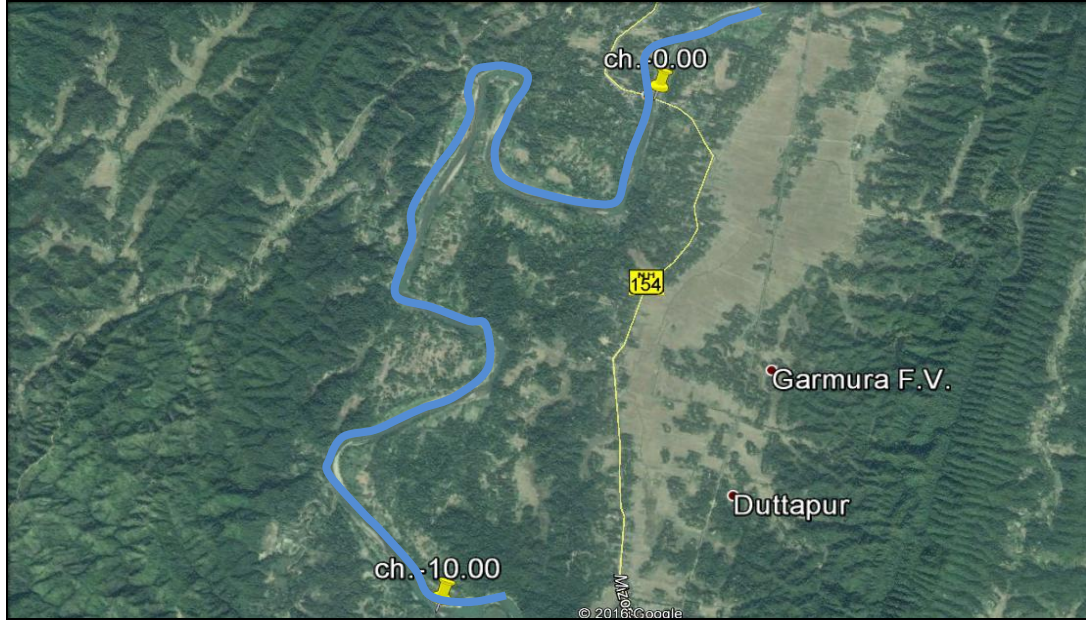 ch.-0.00
N.H
154
Garmura F.V.
Duttapur
ch.-10.00
© 2016 Google